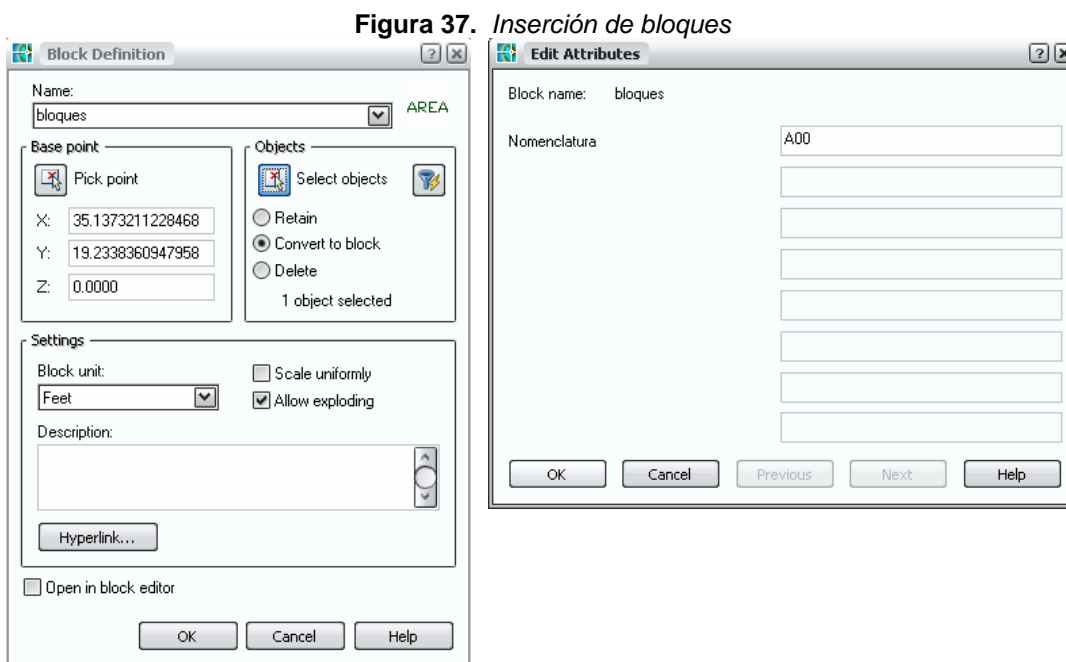 Figura 37. Inserción de bloques
Block Definition
Name:
bloques
AREA
Base point
Pick point
X: 35.1373211228468
Y: 19.2338360947958
Z: 0.0000
Objects
Select objects
Retain
Convert to block
Delete
1 object selected
Settings
Block unit:
Feet
Scale uniformly
Allow exploding
Description:
Hyperlink...
Open in block editor
OK Cancel Help
Edit Attributes
Block name: bloques
Nomenclatura A00
OK Cancel Previous Next Help